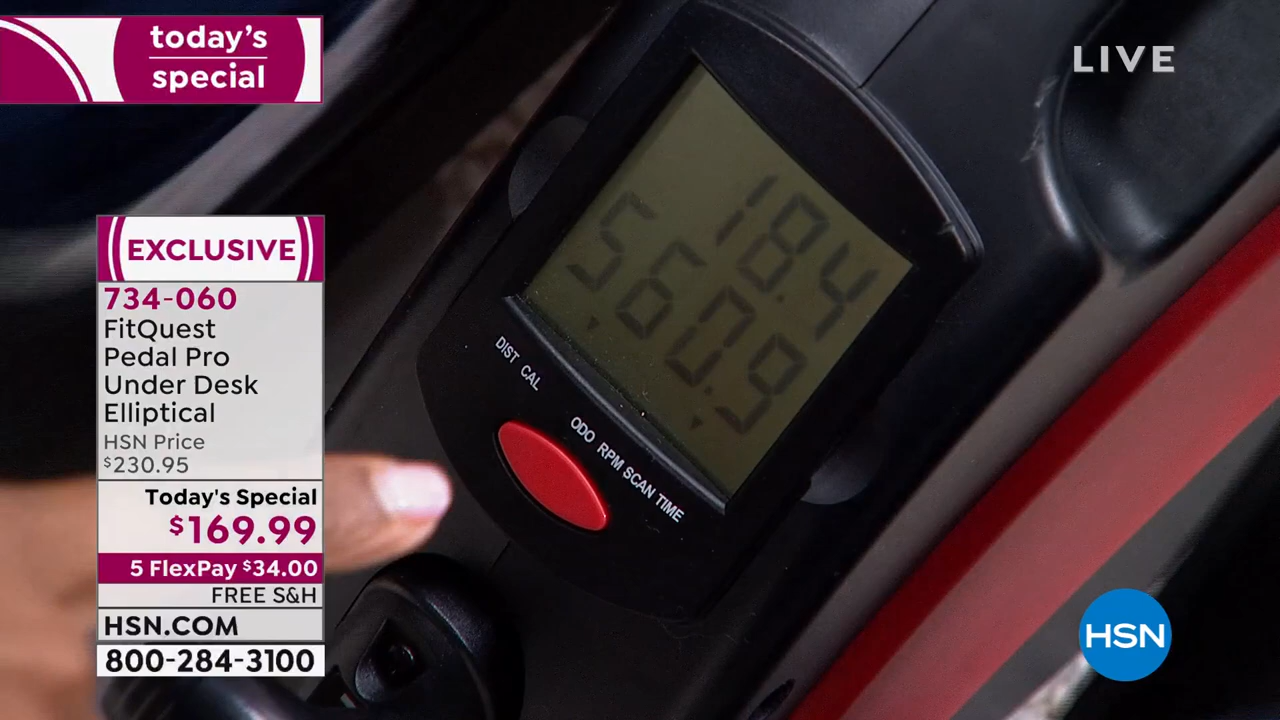 today's
special
LIVE
EXCLUSIVE
734-060
FitQuest
Pedal Pro
Under Desk
Elliptical
HSN Price
$230.95
Today's Special
$169.99
5 FlexPay $34.00
FREE S&H
HSN.COM
800-284-3100
18.4
560.9
DIST CAL
ODO RPM SCAN TIME
HSN